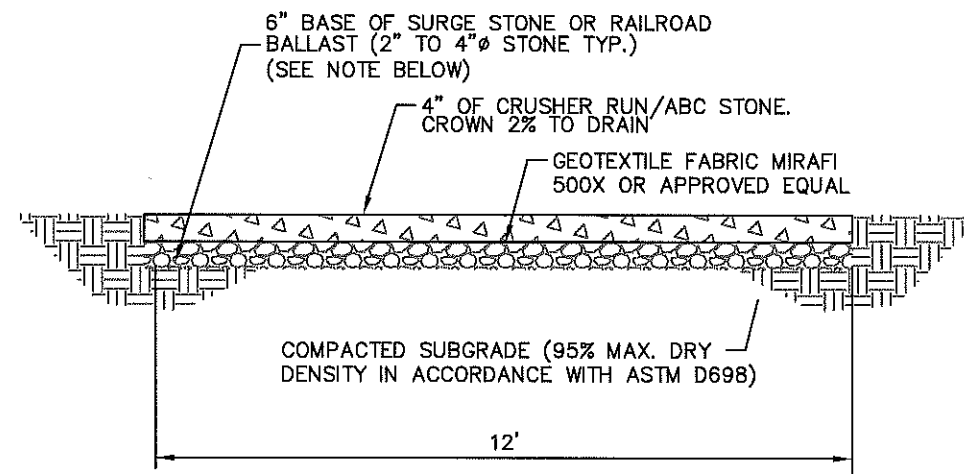 6" BASE OF SURGE STONE OR RAILROAD
BALLAST (2" TO 4"ø STONE TYP.)
(SEE NOTE BELOW)
4" OF CRUSHER RUN/ABC STONE.
CROWN 2% TO DRAIN
GEOTEXTILE FABRIC MIRAFI
500X OR APPROVED EQUAL
COMPACTED SUBGRADE (95% MAX. DRY
DENSITY IN ACCORDANCE WITH ASTM D698)
12'